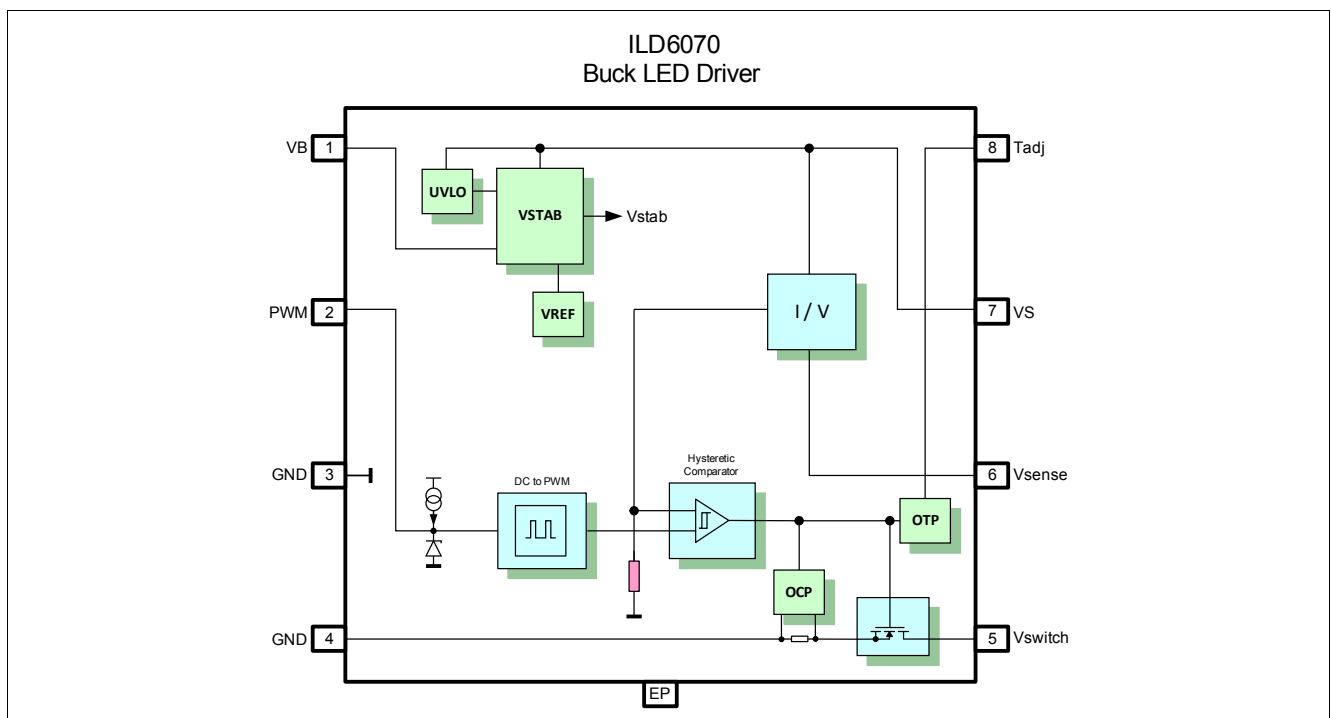 ILD6070
Buck LED Driver
VB 1
8 Tadj
UVLO
VSTAB
Vstab
VREF
PWM 2
I / V
7 VS
GND 3
Hysteretic
Comparator
DC to PWM
6 Vsense
OTP
OCP
GND 4
5 Vswitch
EP